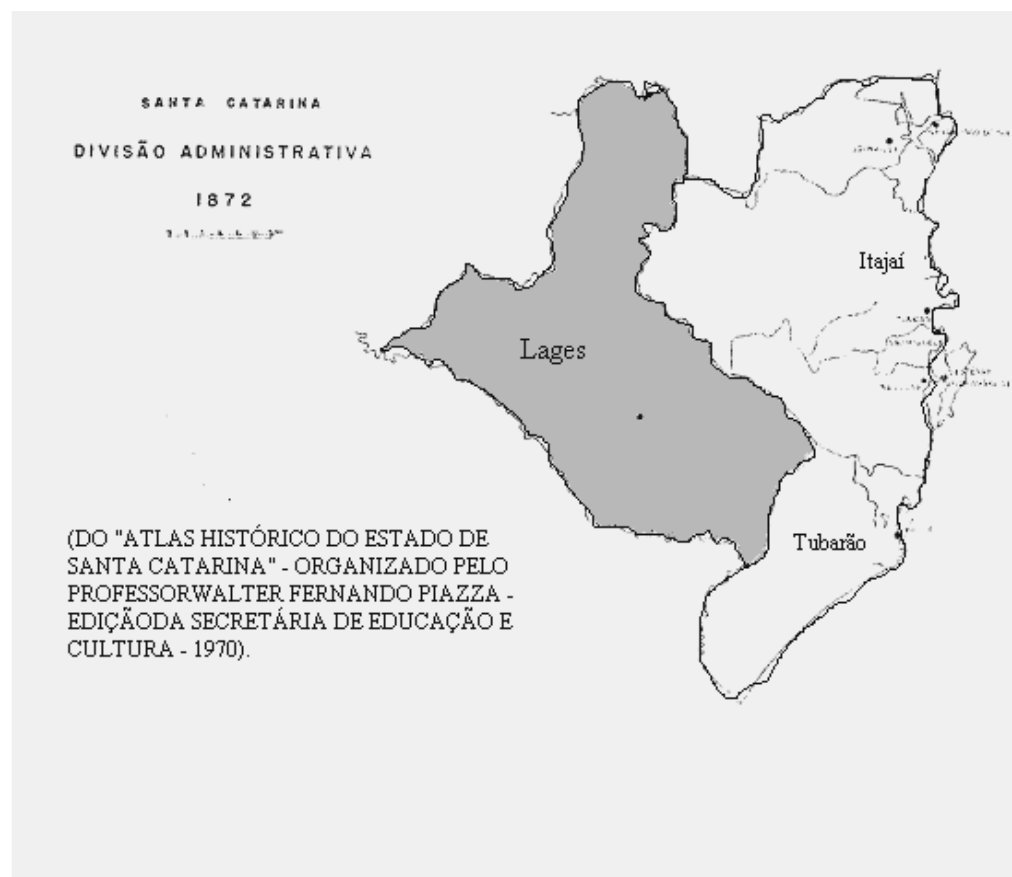 SANTA CATARINA
DIVISÃO ADMINISTRATIVA
1872
Itajaí
Lages
Tubarão
(DO "ATLAS HISTÓRICO DO ESTADO DE
SANTA CATARINA" - ORGANIZADO PELO
PROFESSORWALTER FERNANDO PIAZZA -
EDIÇÃODA SECRETÁRIA DE EDUCAÇÃO E
CULTURA - 1970).